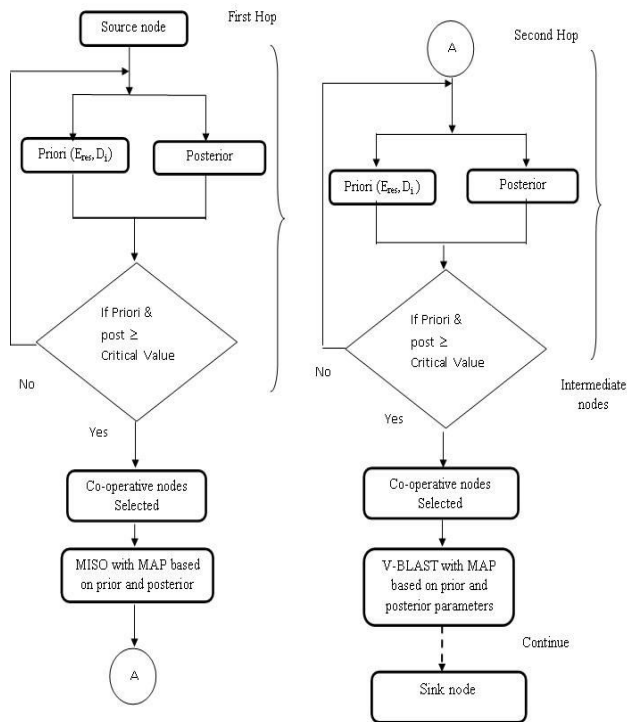 First Hop
Source node
Priori (Eres, Di)
Posterior
If Priori &
post ≥
Critical Value
No
Yes
Co-operative nodes
Selected
MISO with MAP based
on prior and posterior
A
Second Hop
A
Priori (Eres, Di)
Posterior
If Priori &
post ≥
Critical Value
No
Intermediate
nodes
Yes
Co-operative nodes
Selected
V-BLAST with MAP
based on prior and
posterior parameters
Continue
Sink node